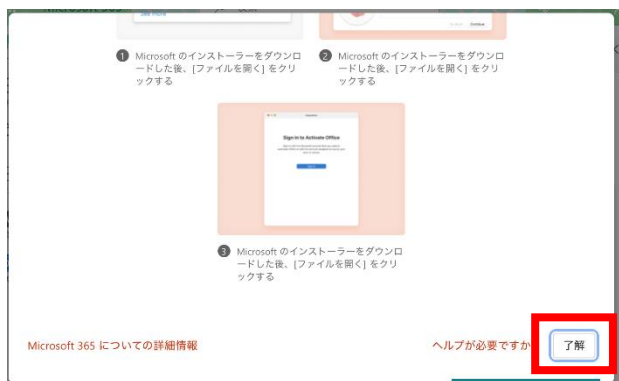 See more
1 Microsoft のインストーラーをダウンロ
ードした後、[ファイルを開く] をクリ
ックする
Continue
2 Microsoft のインストーラーをダウンロ
ードした後、[ファイルを開く] をクリ
ックする
Sign in to Activate Office
3 Microsoft のインストーラーをダウンロ
ードした後、[ファイルを開く] をクリ
ックする
Microsoft 365 についての詳細情報
ヘルプが必要ですか
了解